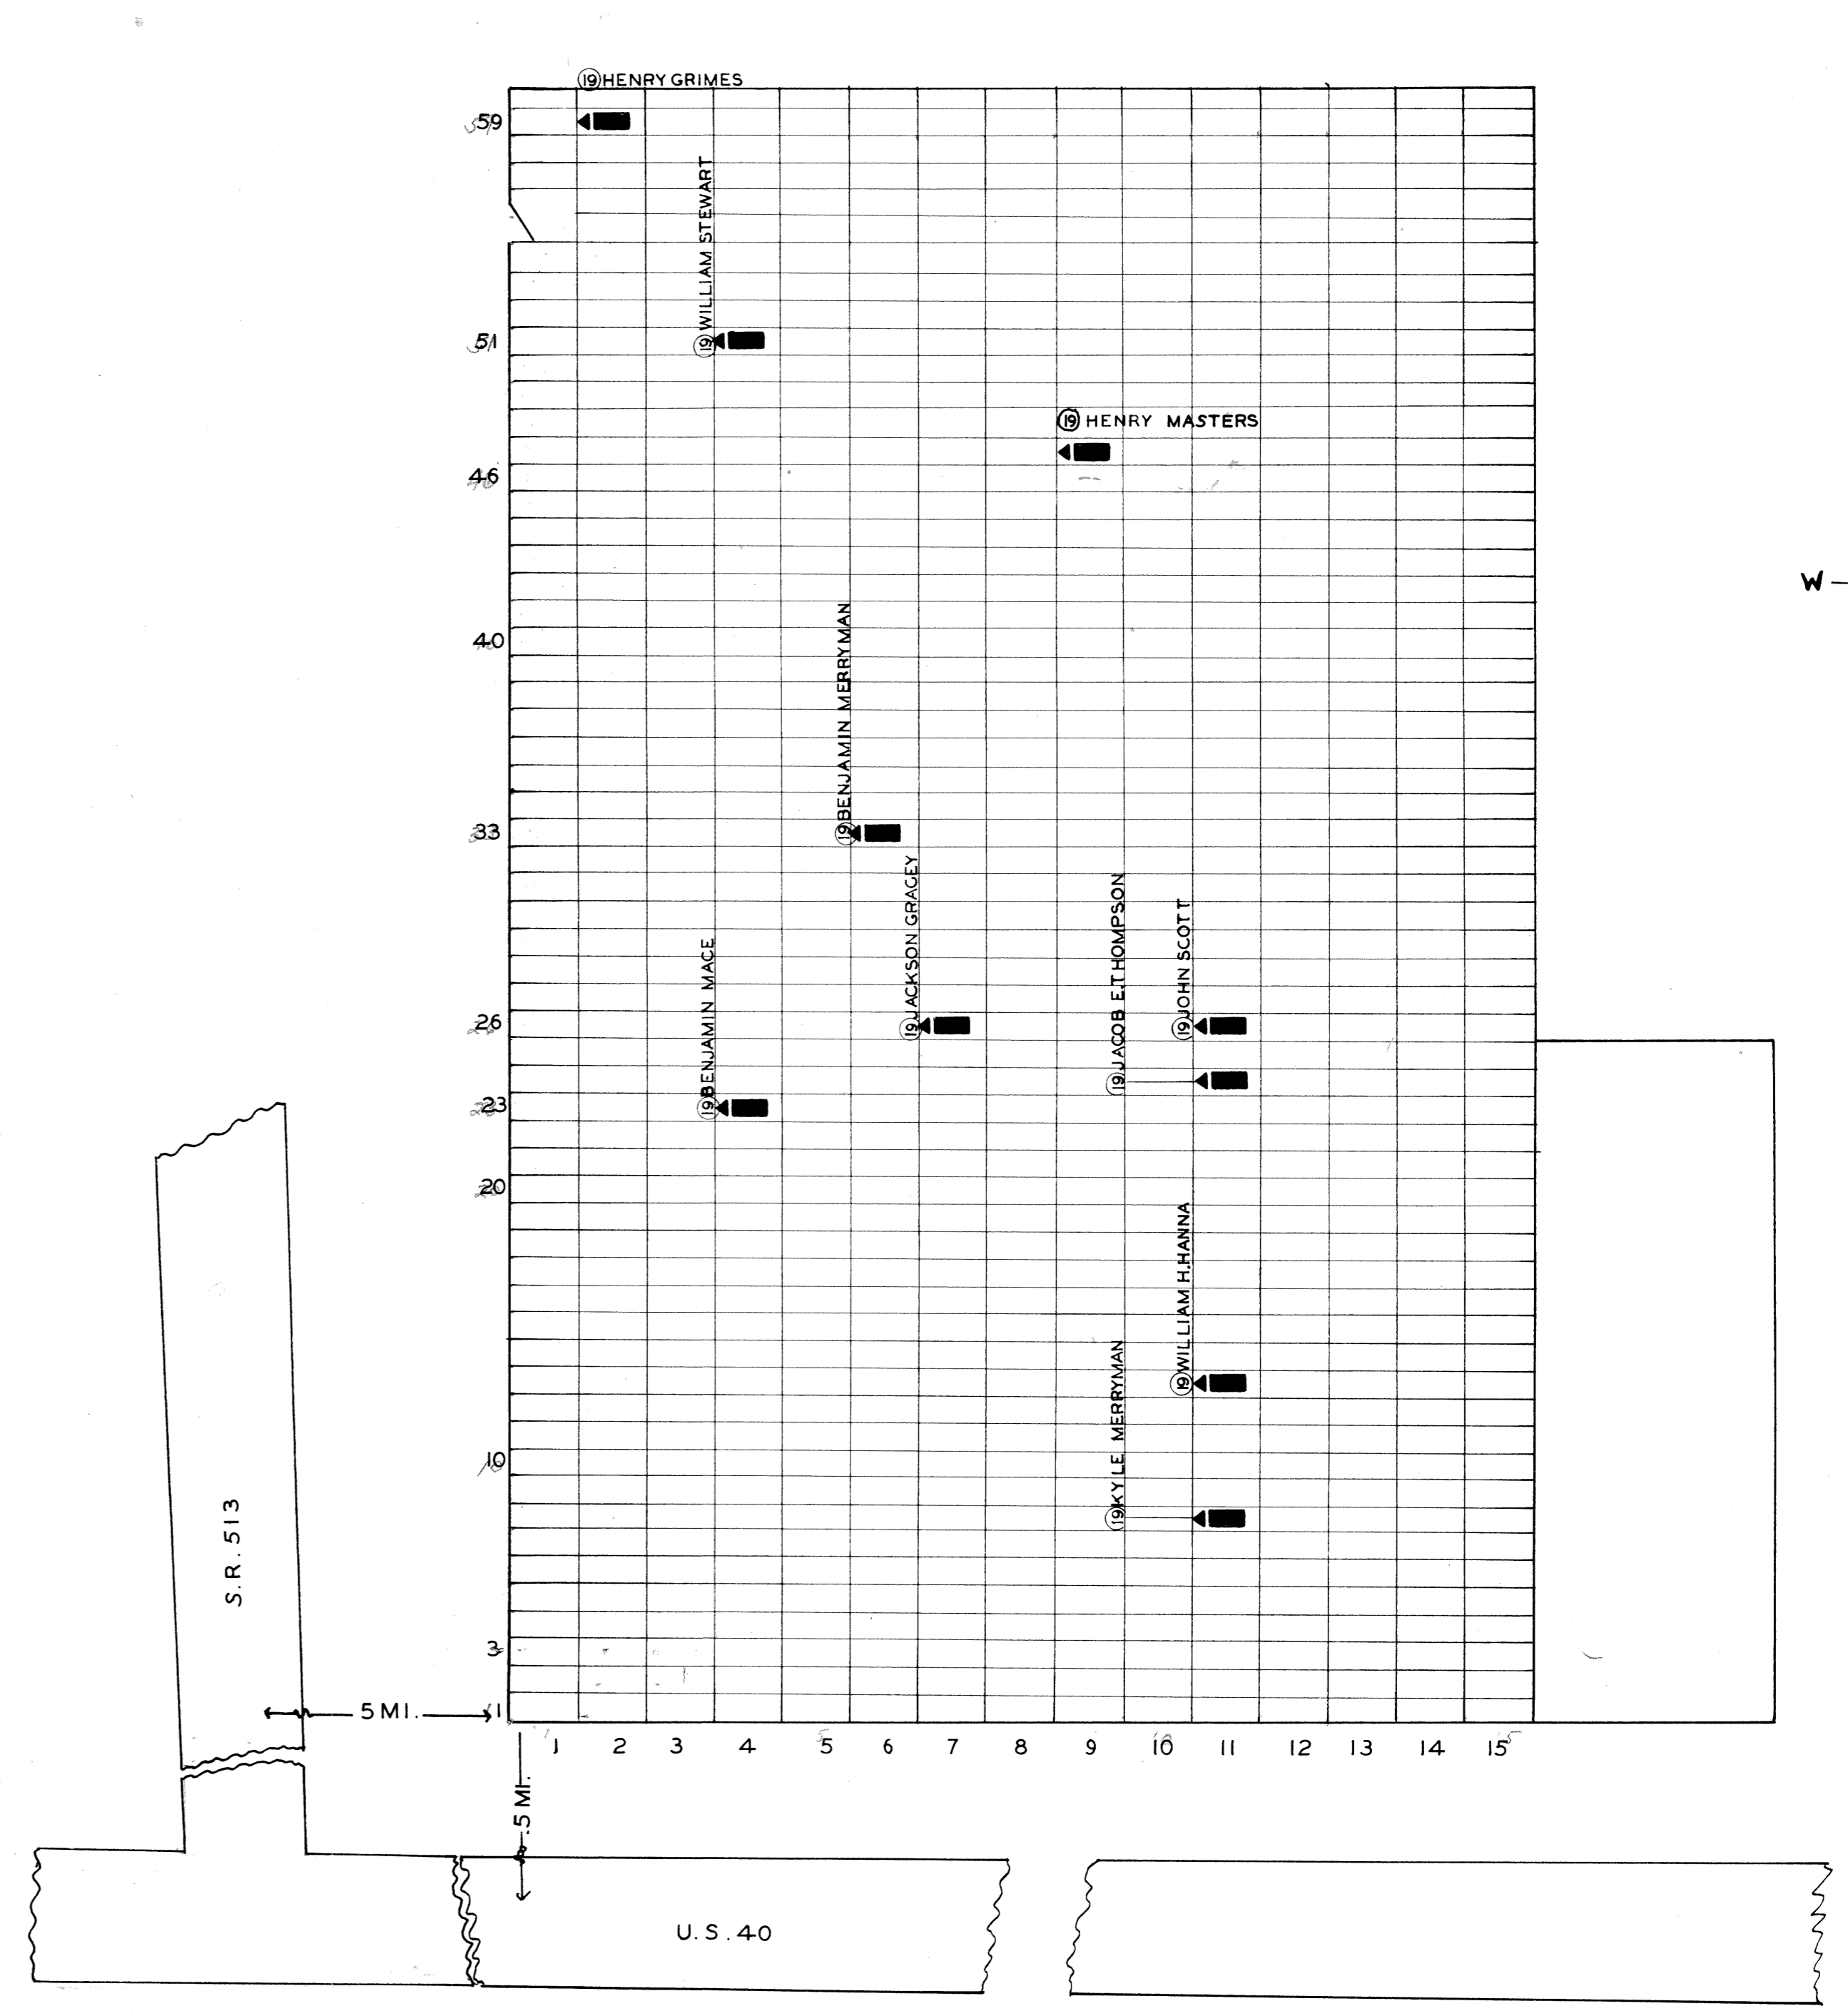 19 HENRY GRIMES
59
19 WILLIAM STEWART
51
19 HENRY MASTERS
46
W
40
19 BENJAMIN MERRYMAN
33
19 JACKSON GRACEY
19 JACOB E. THOMPSON
19 JOHN SCOTT
26
19 BENJAMIN MACE
23
20
19 WILLIAM H. HANNA
19 KYLE MERRYMAN
10
S.R. 513
3
1
5 MI.
1 2 3 4 5 6 7 8 9 10 11 12 13 14 15
.5 MI.
U.S. 40